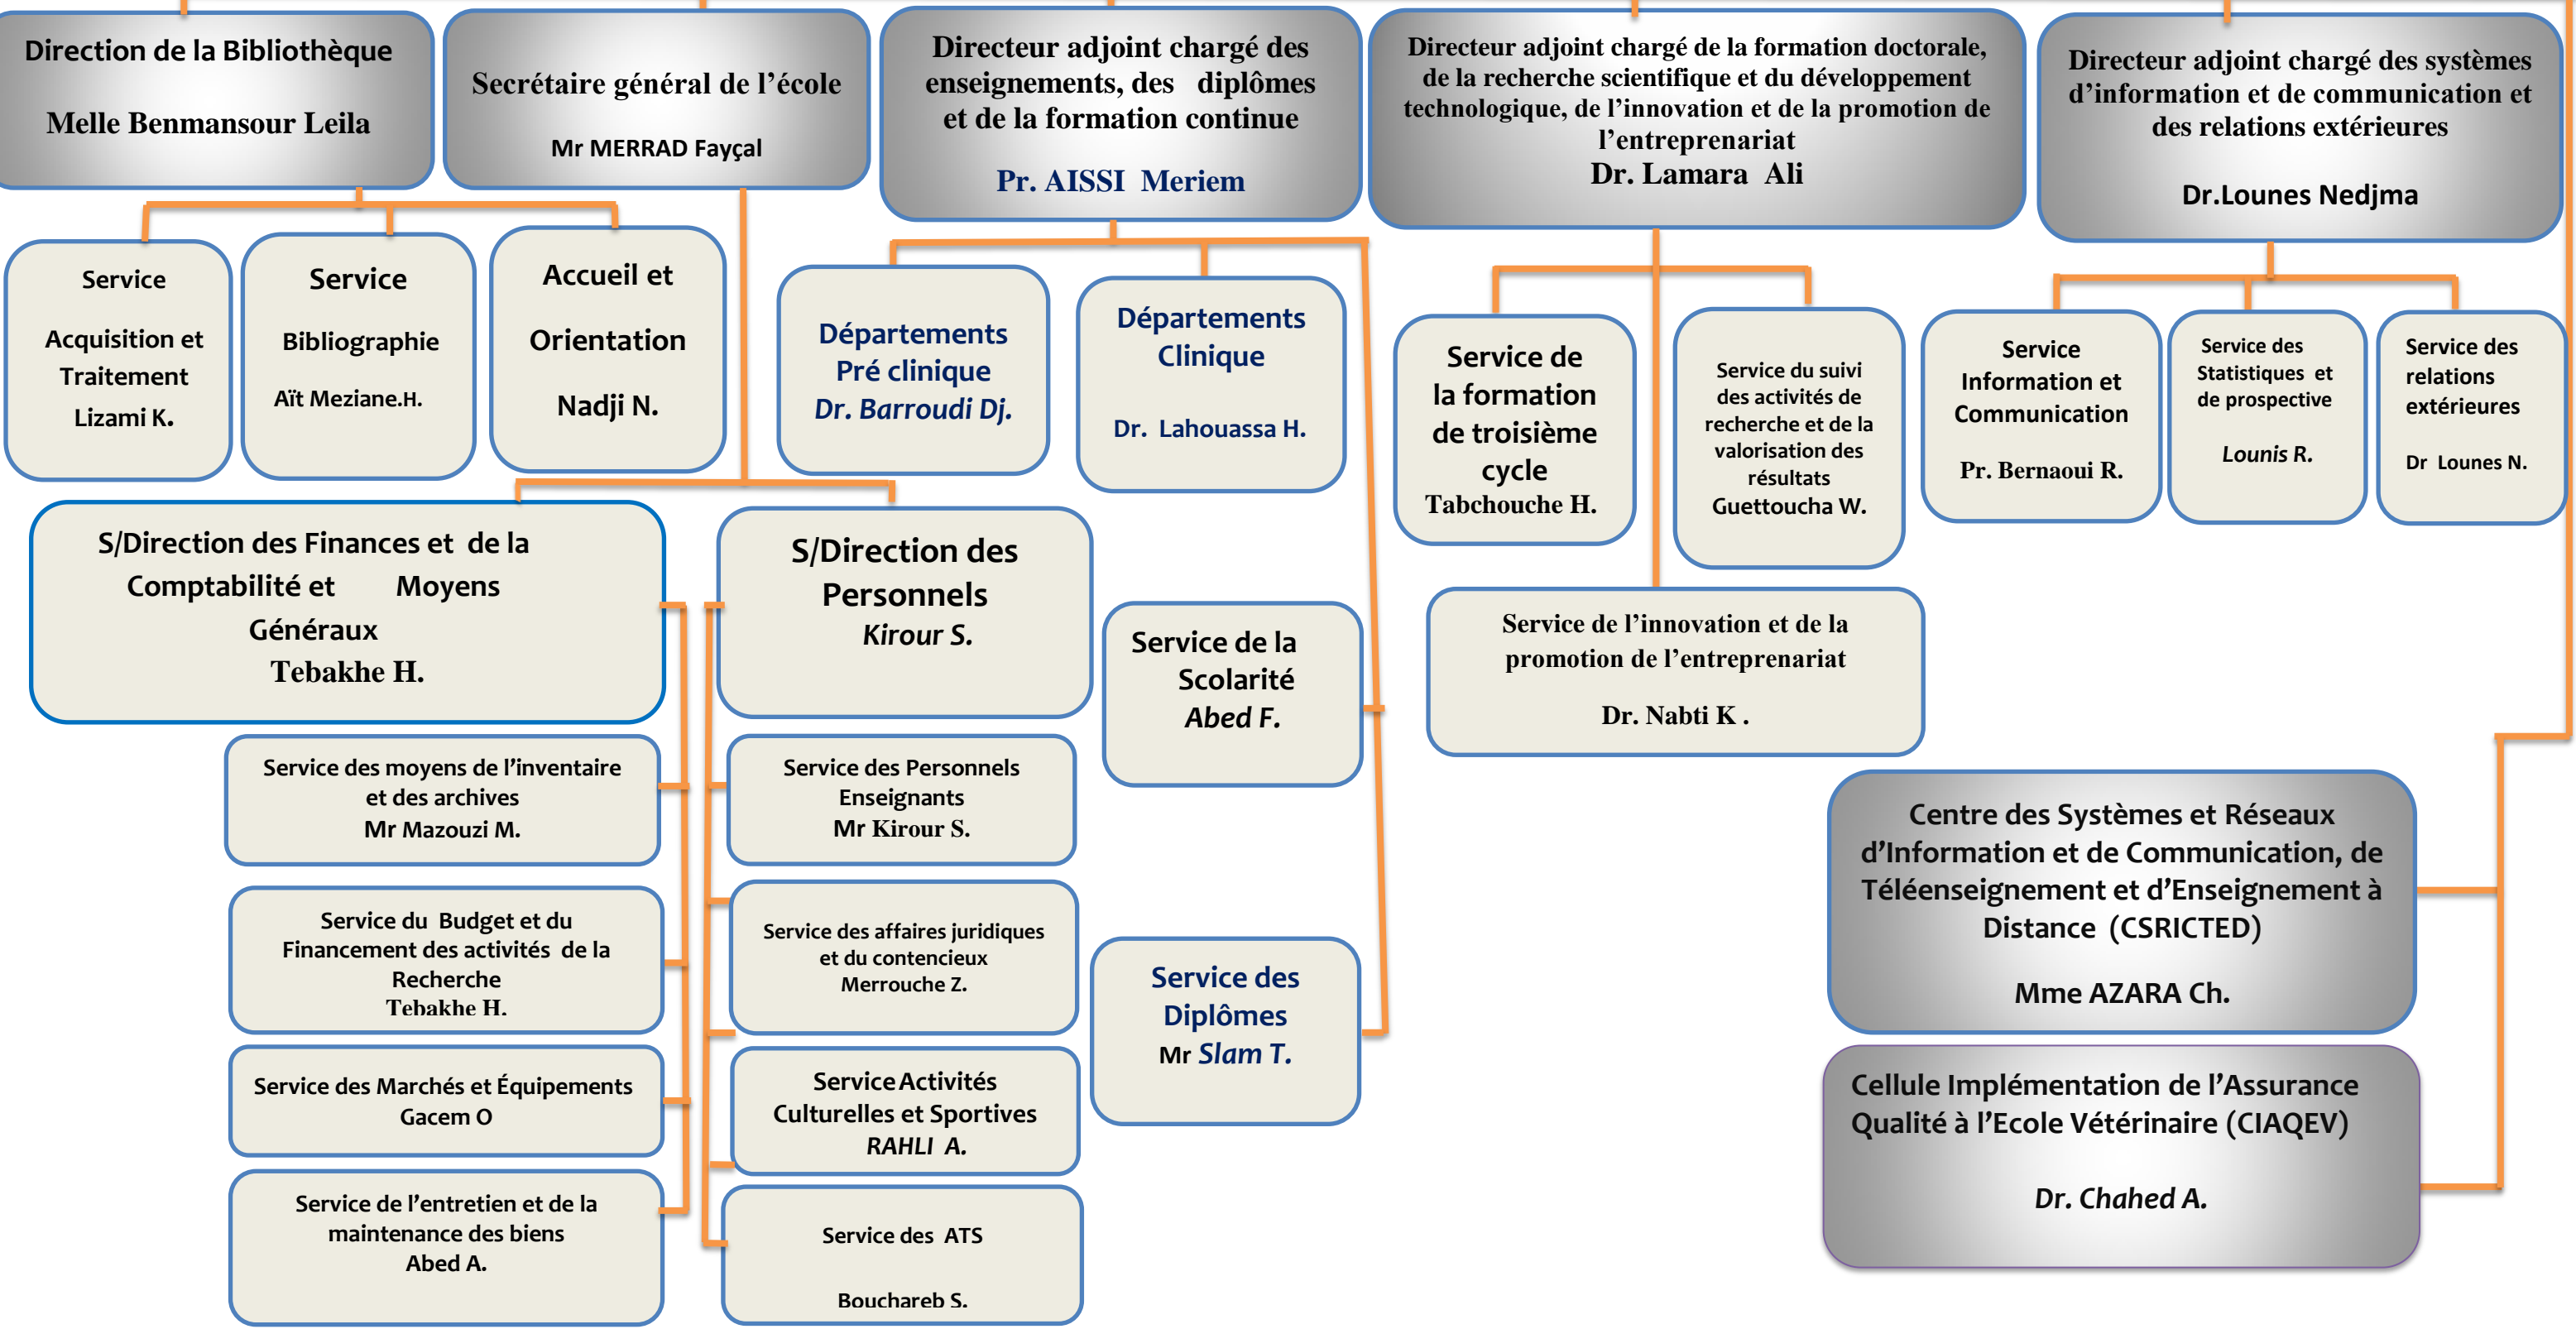 Direction de la Bibliothèque
Melle Benmansour Leila
Secrétaire général de l’école
Mr MERRAD Fayçal
Directeur adjoint chargé des
enseignements, des diplômes
et de la formation continue
Pr. AISSI Meriem
Directeur adjoint chargé de la formation doctorale,
de la recherche scientifique et du développement
technologique, de l’innovation et de la promotion de
l’entreprenariat
Dr. Lamara Ali
Directeur adjoint chargé des systèmes
d’information et de communication et
des relations extérieures
Dr.Lounes Nedjma
Service
Acquisition et
Traitement
Lizami K.
Service
Bibliographie
Aït Meziane.H.
Accueil et
Orientation
Nadji N.
Départements
Pré clinique
Dr. Barroudi Dj.
Départements
Clinique
Dr. Lahouassa H.
Service de
la formation
de troisième
cycle
Tabchouche H.
Service du suivi
des activités de
recherche et de la
valorisation des
résultats
Guettoucha W.
Service
Information et
Communication
Pr. Bernaoui R.
Service des
Statistiques et
de prospective
Lounis R.
Service des
relations
extérieures
Dr Lounes N.
S/Direction des Finances et de la
Comptabilité et Moyens
Généraux
Tebakhe H.
S/Direction des
Personnels
Kirour S.
Service de la
Scolarité
Abed F.
Service de l’innovation et de la
promotion de l’entreprenariat
Dr. Nabti K .
Service des moyens de l’inventaire
et des archives
Mr Mazouzi M.
Service des Personnels
Enseignants
Mr Kirour S.
Service du Budget et du
Financement des activités de la
Recherche
Tebakhe H.
Service des affaires juridiques
et du contencieux
Merrouche Z.
Service des
Diplômes
Mr Slam T.
Centre des Systèmes et Réseaux
d’Information et de Communication, de
Téléenseignement et d’Enseignement à
Distance (CSRICTED)
Mme AZARA Ch.
Service des Marchés et Équipements
Gacem O
Service Activités
Culturelles et Sportives
RAHLI A.
Cellule Implémentation de l’Assurance
Qualité à l’Ecole Vétérinaire (CIAQEV)
Dr. Chahed A.
Service de l’entretien et de la
maintenance des biens
Abed A.
Service des ATS
Bouchareb S.